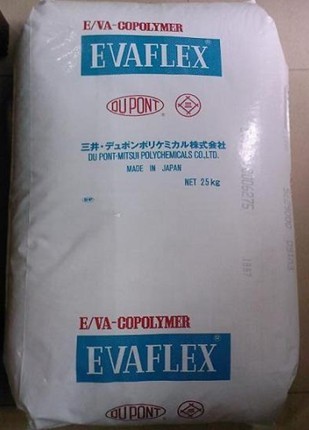 E/VA-COPOLYMER
EVAFLEX®
DU PONT®
三井・デュポンポリケミカル株式会社
DU PONT-MITSUI POLYCHEMICALS CO.,LTD.
MADE IN JAPAN
NET 25kg
E/VA-COPOLYMER
EVAFLEX®
DU PONT